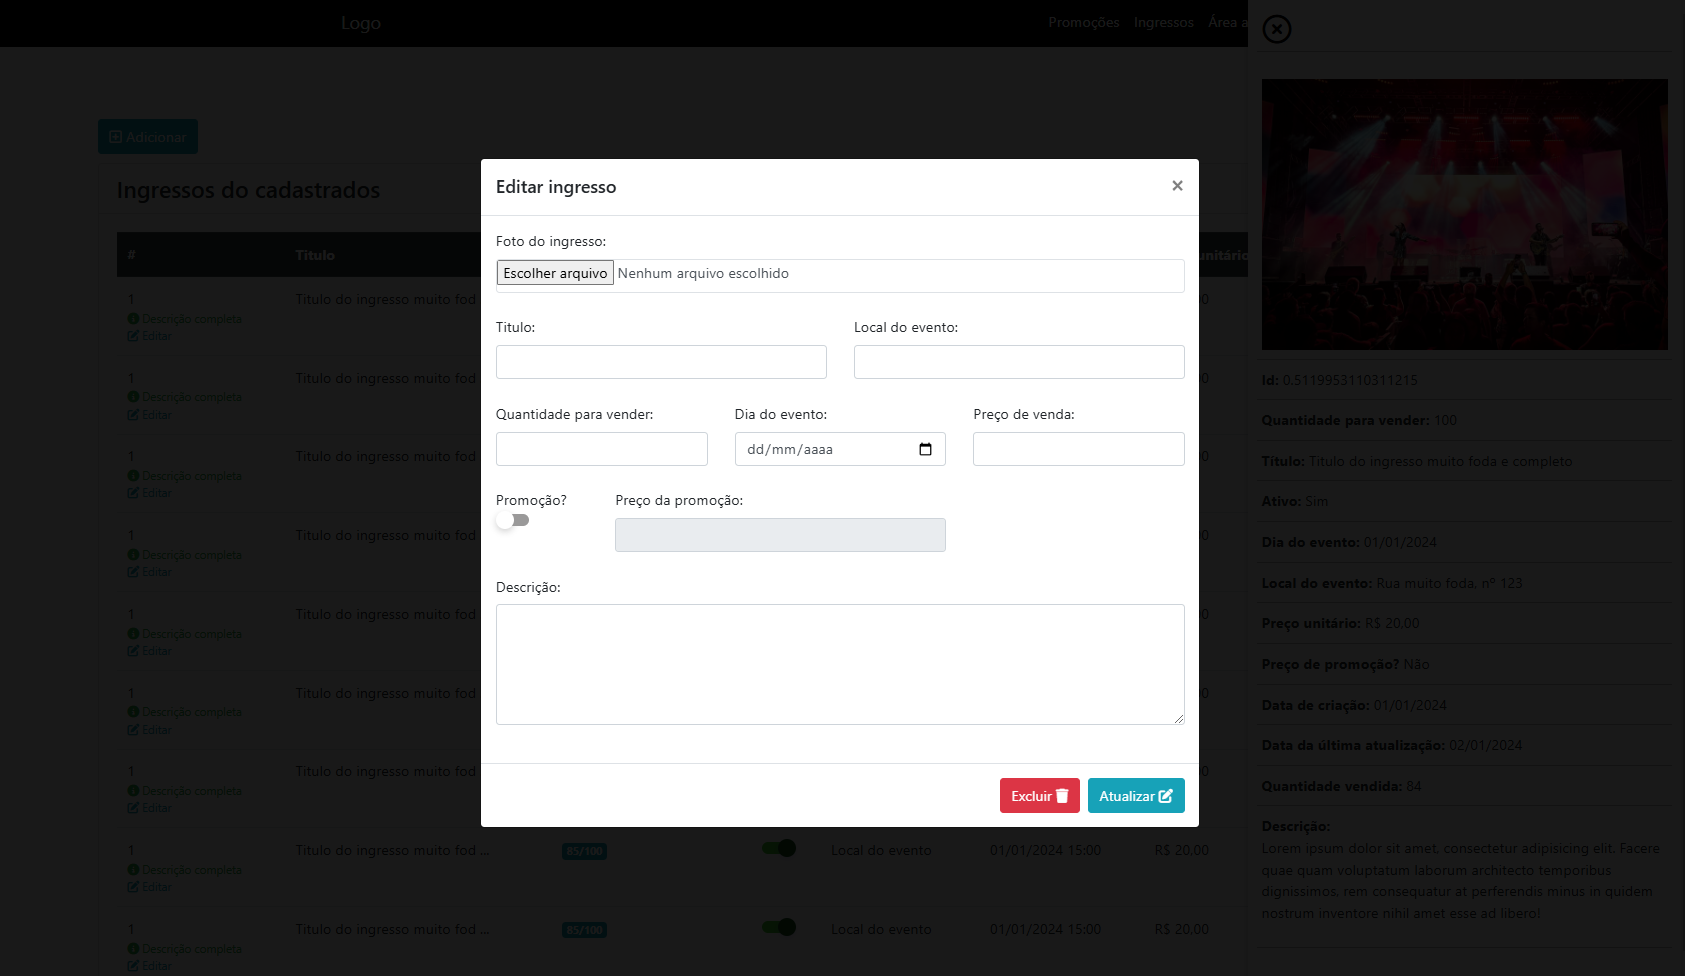 Logo
Promoções Ingressos Área a
Adicionar
Ingressos do cadastrados
# Titulo unitário
1 Titulo do ingresso muito fod 00
Descrição completa
Editar
1 Titulo do ingresso muito fod 00
Descrição completa
Editar
1 Titulo do ingresso muito fod 00
Descrição completa
Editar
1 Titulo do ingresso muito fod 00
Descrição completa
Editar
1 Titulo do ingresso muito fod 00
Descrição completa
Editar
1 Titulo do ingresso muito fod 00
Descrição completa
Editar
1 Titulo do ingresso muito fod 00
Descrição completa
Editar
1 Titulo do ingresso muito fod ... 85/100 Local do evento 01/01/2024 15:00 R$ 20,00
Descrição completa
Editar
1 Titulo do ingresso muito fod ... 85/100 Local do evento 01/01/2024 15:00 R$ 20,00
Descrição completa
Editar
Editar ingresso ×
Foto do ingresso:
Escolher arquivo Nenhum arquivo escolhido
Titulo: Local do evento:
Quantidade para vender: Dia do evento: Preço de venda:
dd/mm/aaaa
Promoção? Preço da promoção:
Descrição:
Excluir Atualizar
Id: 0.5119953110311215
Quantidade para vender: 100
Título: Titulo do ingresso muito foda e completo
Ativo: Sim
Dia do evento: 01/01/2024
Local do evento: Rua muito foda, nº 123
Preço unitário: R$ 20,00
Preço de promoção? Não
Data de criação: 01/01/2024
Data da última atualização: 02/01/2024
Quantidade vendida: 84
Descrição:
Lorem ipsum dolor sit amet, consectetur adipisicing elit. Facere
quae quam voluptatum laborum architecto temporibus
dignissimos, rem consequatur at perferendis minus in quidem
nostrum inventore nihil amet esse ad libero!